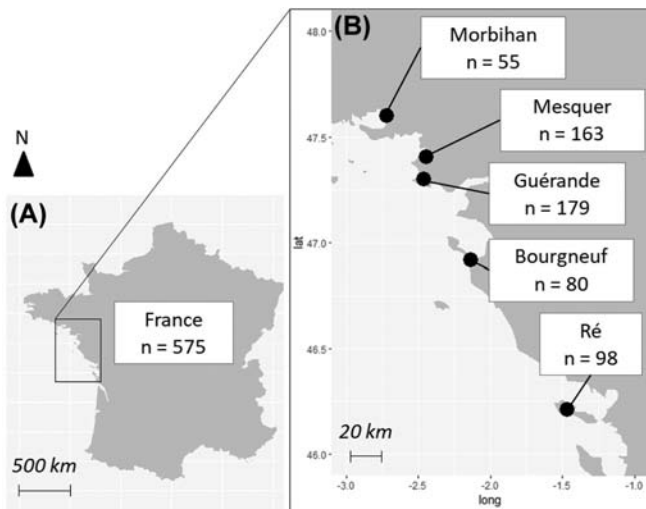 (B)
48.0
Morbihan
n = 55
Mesquer
n = 163
47.5
N
Guérande
n = 179
(A)
lat
47.0
Bourgneuf
n = 80
France
n = 575
46.5
Ré
n = 98
500 km
20 km
46.0
-3.0 -2.5 -2.0 -1.5 -1.0
long